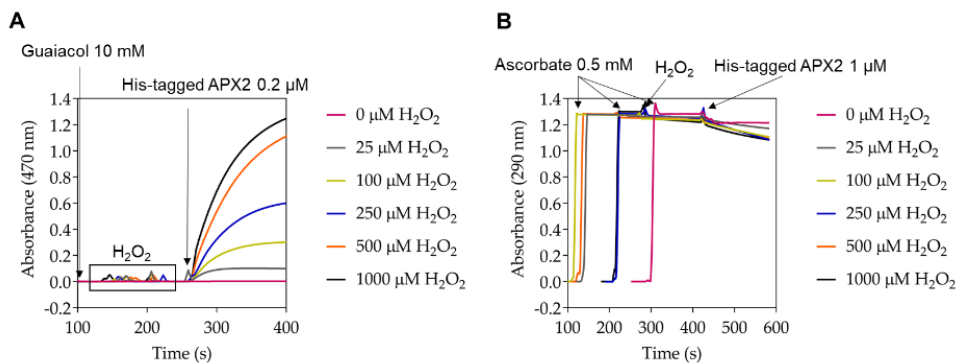 A
Guaiacol 10 mM
His-tagged APX2 0.2 µM
H₂O₂
Absorbance (470 nm)
1.4
1.2
1.0
0.8
0.6
0.4
0.2
0.0
-0.2
100
200
300
400
Time (s)
0 µM H₂O₂
25 µM H₂O₂
100 µM H₂O₂
250 µM H₂O₂
500 µM H₂O₂
1000 µM H₂O₂
B
Ascorbate 0.5 mM
H₂O₂
His-tagged APX2 1 µM
Absorbance (290 nm)
1.4
1.2
1.0
0.8
0.6
0.4
0.2
0.0
-0.2
100
200
300
400
500
600
Time (s)
0 µM H₂O₂
25 µM H₂O₂
100 µM H₂O₂
250 µM H₂O₂
500 µM H₂O₂
1000 µM H₂O₂